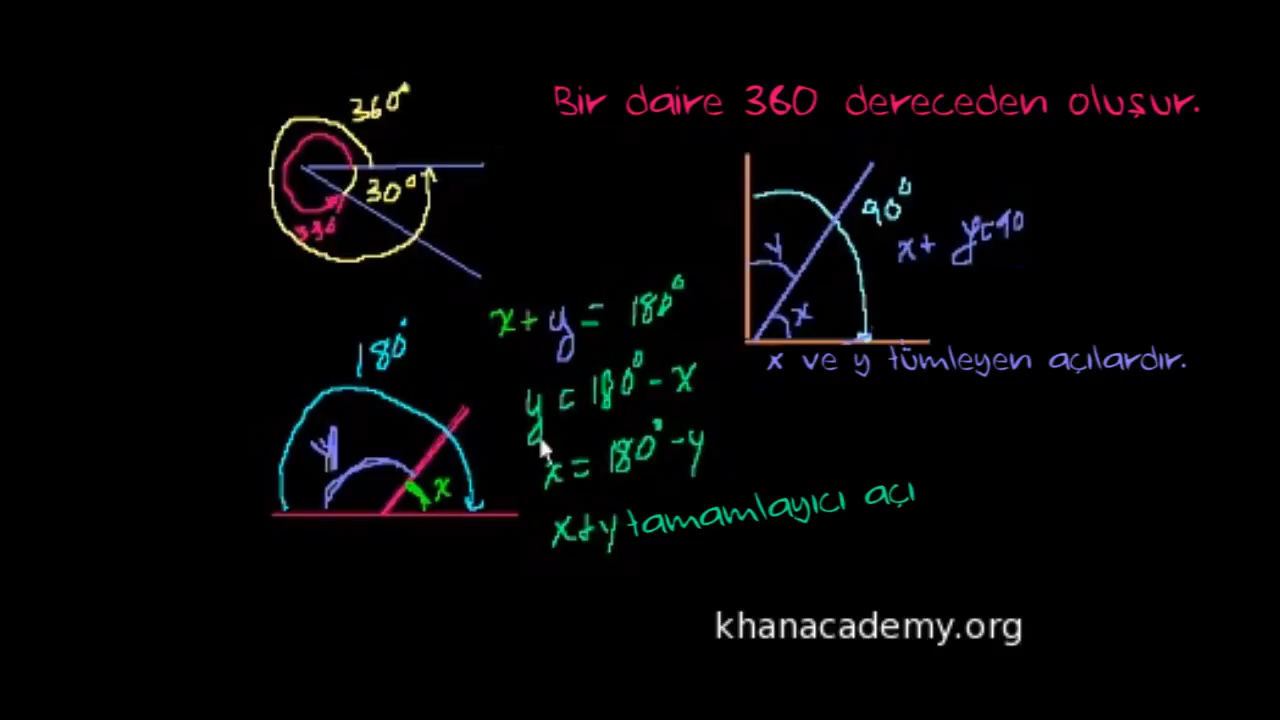 360°
Bir daire 360 dereceden oluşur.
30°
330°
90°
x + y = 90
y
x
x ve y tümleyen açılardır.
x + y = 180°
180°
y = 180° - x
x = 180° - y
y
x
x + y tamamlayıcı açı
khanacademy.org